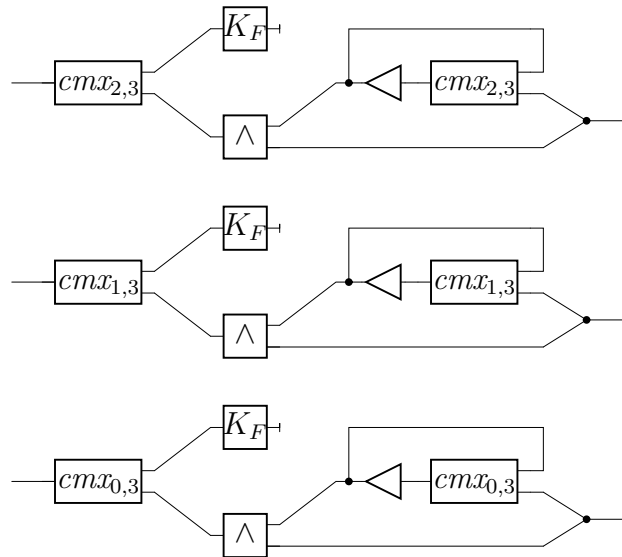 K_F
cmx_{2,3} cmx_{2,3}
∧
K_F
cmx_{1,3} cmx_{1,3}
∧
K_F
cmx_{0,3} cmx_{0,3}
∧